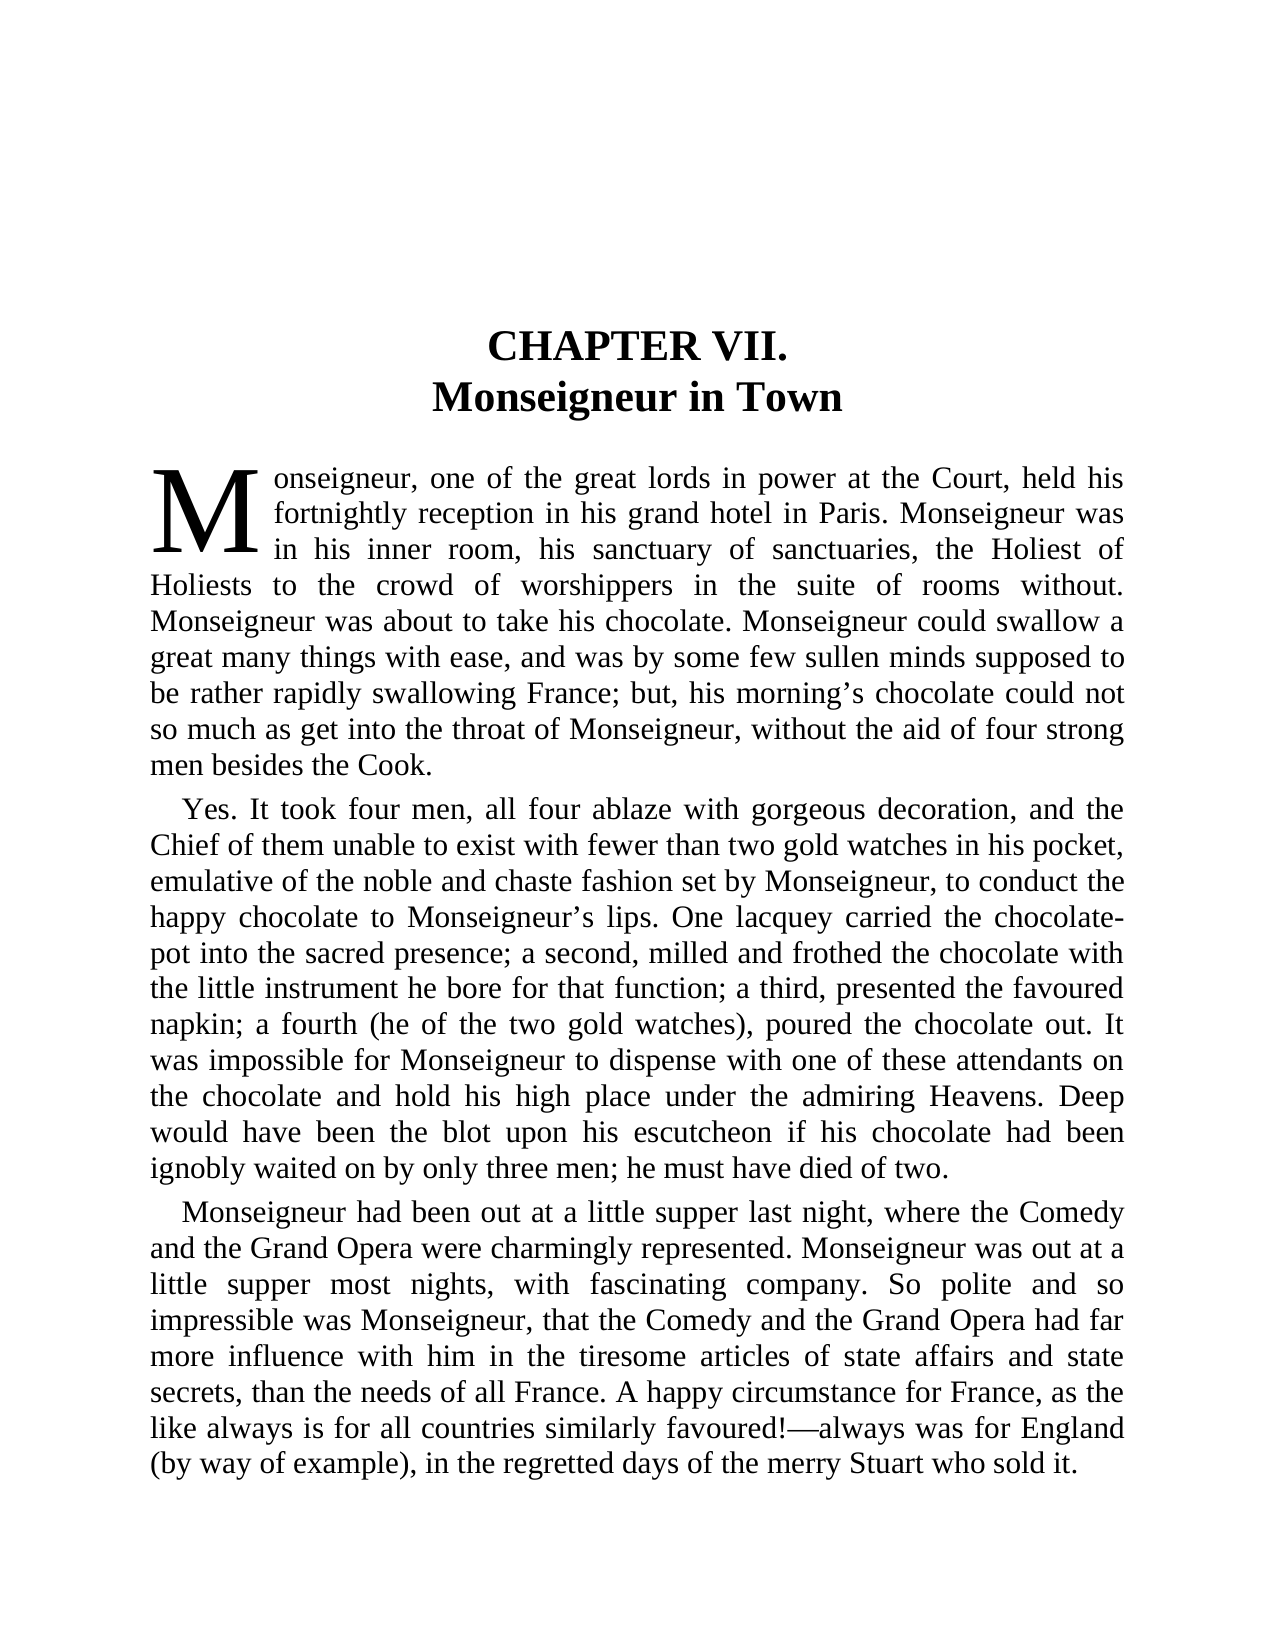 CHAPTER VII.
Monseigneur in Town
Monseigneur, one of the great lords in power at the Court, held his
fortnightly reception in his grand hotel in Paris. Monseigneur was
in his inner room, his sanctuary of sanctuaries, the Holiest of
Holiests to the crowd of worshippers in the suite of rooms without.
Monseigneur was about to take his chocolate. Monseigneur could swallow a
great many things with ease, and was by some few sullen minds supposed to
be rather rapidly swallowing France; but, his morning’s chocolate could not
so much as get into the throat of Monseigneur, without the aid of four strong
men besides the Cook.
Yes. It took four men, all four ablaze with gorgeous decoration, and the
Chief of them unable to exist with fewer than two gold watches in his pocket,
emulative of the noble and chaste fashion set by Monseigneur, to conduct the
happy chocolate to Monseigneur’s lips. One lacquey carried the chocolate-
pot into the sacred presence; a second, milled and frothed the chocolate with
the little instrument he bore for that function; a third, presented the favoured
napkin; a fourth (he of the two gold watches), poured the chocolate out. It
was impossible for Monseigneur to dispense with one of these attendants on
the chocolate and hold his high place under the admiring Heavens. Deep
would have been the blot upon his escutcheon if his chocolate had been
ignobly waited on by only three men; he must have died of two.
Monseigneur had been out at a little supper last night, where the Comedy
and the Grand Opera were charmingly represented. Monseigneur was out at a
little supper most nights, with fascinating company. So polite and so
impressible was Monseigneur, that the Comedy and the Grand Opera had far
more influence with him in the tiresome articles of state affairs and state
secrets, than the needs of all France. A happy circumstance for France, as the
like always is for all countries similarly favoured!—always was for England
(by way of example), in the regretted days of the merry Stuart who sold it.